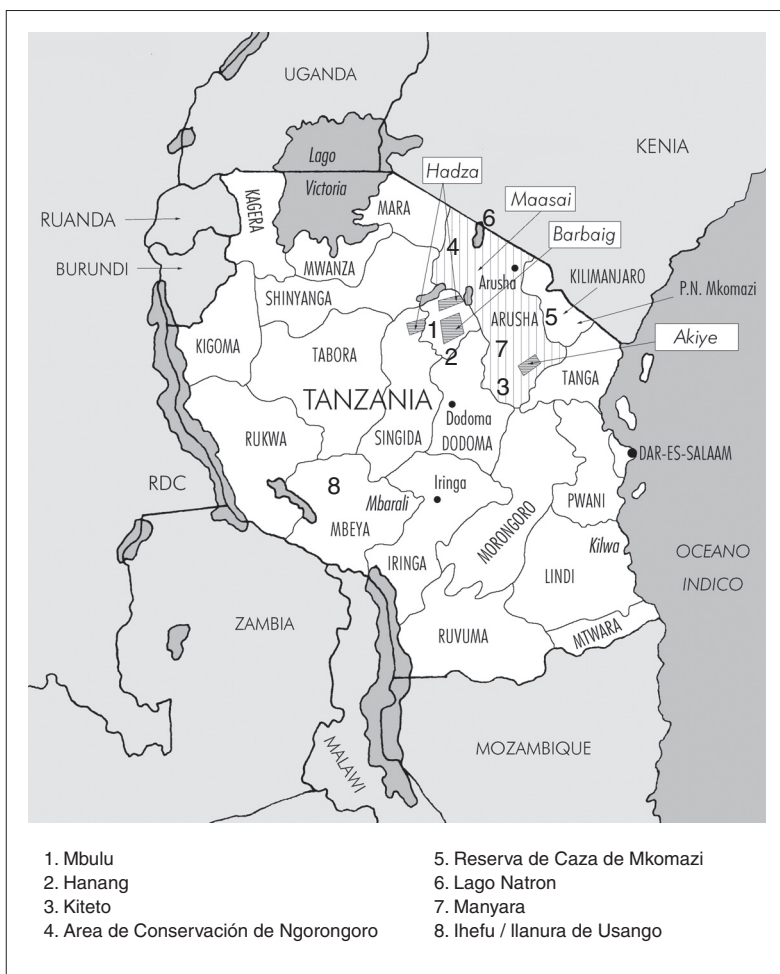 UGANDA
KENIA
Lago
Victoria
Hadza
Maasai
Barbaig
KAGERA
MARA
6
4
RUANDA
BURUNDI
MWANZA
Arusha
KILIMANJARO
P.N. Mkomazi
SHINYANGA
ARUSHA
5
1
KIGOMA
TABORA
2
7
Akiye
3
TANGA
TANZANIA
Dodoma
DODOMA
RUKWA
SINGIDA
DAR-ES-SALAAM
RDC
8
Iringa
Mbarali
PWANI
MBEYA
MORONGORO
Kilwa
OCEANO
INDICO
IRINGA
LINDI
ZAMBIA
RUVUMA
MTWARA
MALAWI
MOZAMBIQUE
1. Mbulu
2. Hanang
3. Kiteto
4. Area de Conservación de Ngorongoro
5. Reserva de Caza de Mkomazi
6. Lago Natron
7. Manyara
8. Ihefu / llanura de Usango